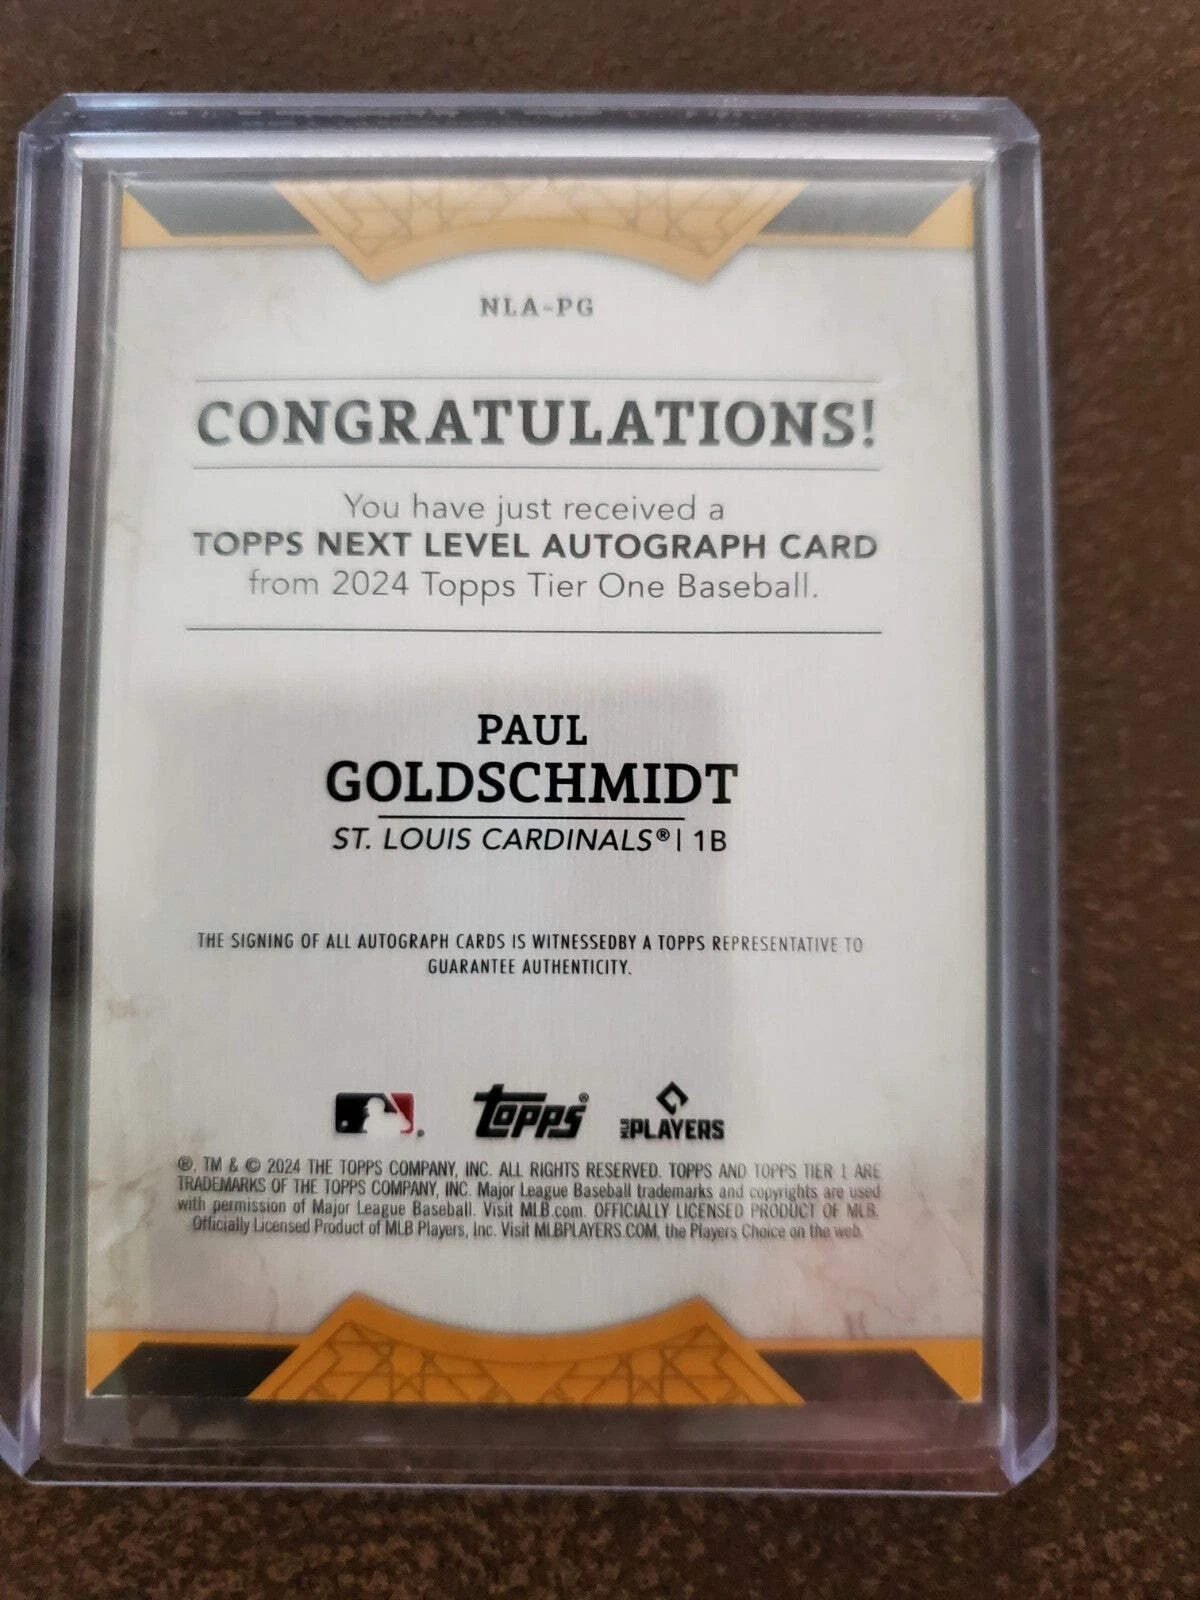 NLA-PG
CONGRATULATIONS!
You have just received a
TOPPS NEXT LEVEL AUTOGRAPH CARD
from 2024 Topps Tier One Baseball.
PAUL
GOLDSCHMIDT
ST. LOUIS CARDINALS® | 1B
THE SIGNING OF ALL AUTOGRAPH CARDS IS WITNESSEDBY A TOPPS REPRESENTATIVE TO
GUARANTEE AUTHENTICITY.
topps® MLB PLAYERS
®, TM & © 2024 THE TOPPS COMPANY, INC. ALL RIGHTS RESERVED. TOPPS AND TOPPS TIER 1 ARE
TRADEMARKS OF THE TOPPS COMPANY, INC. Major League Baseball trademarks and copyrights are used
with permission of Major League Baseball. Visit MLB.com. OFFICIALLY LICENSED PRODUCT OF MLB.
Officially Licensed Product of MLB Players, Inc. Visit MLBPLAYERS.COM, the Players Choice on the web.